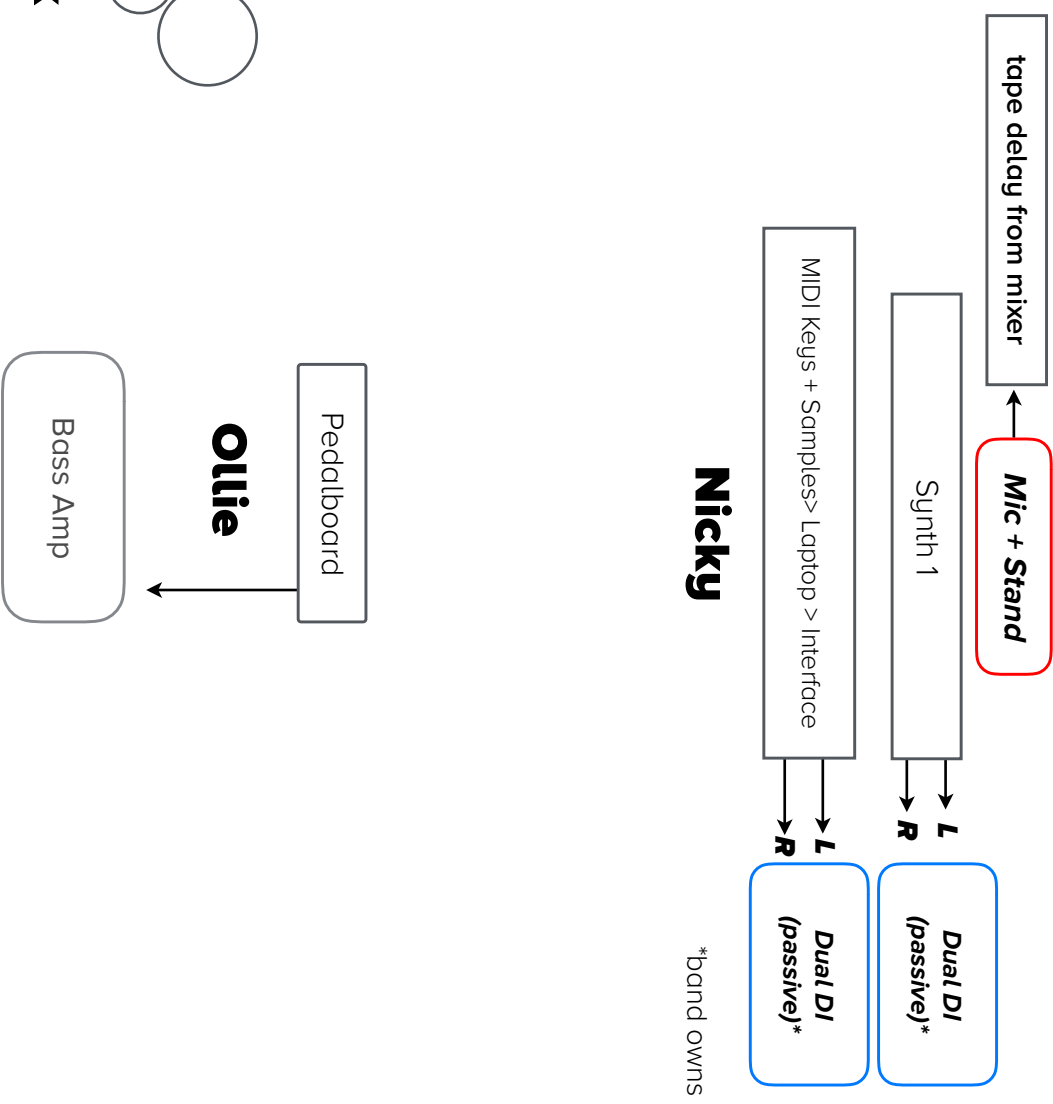 tape delay from mixer
Mic + Stand
Synth 1
L
R
Dual DI
(passive)*
MIDI Keys + Samples> Laptop > Interface
L
R
Dual DI
(passive)*
Nicky
*band owns
Pedalboard
Ollie
Bass Amp